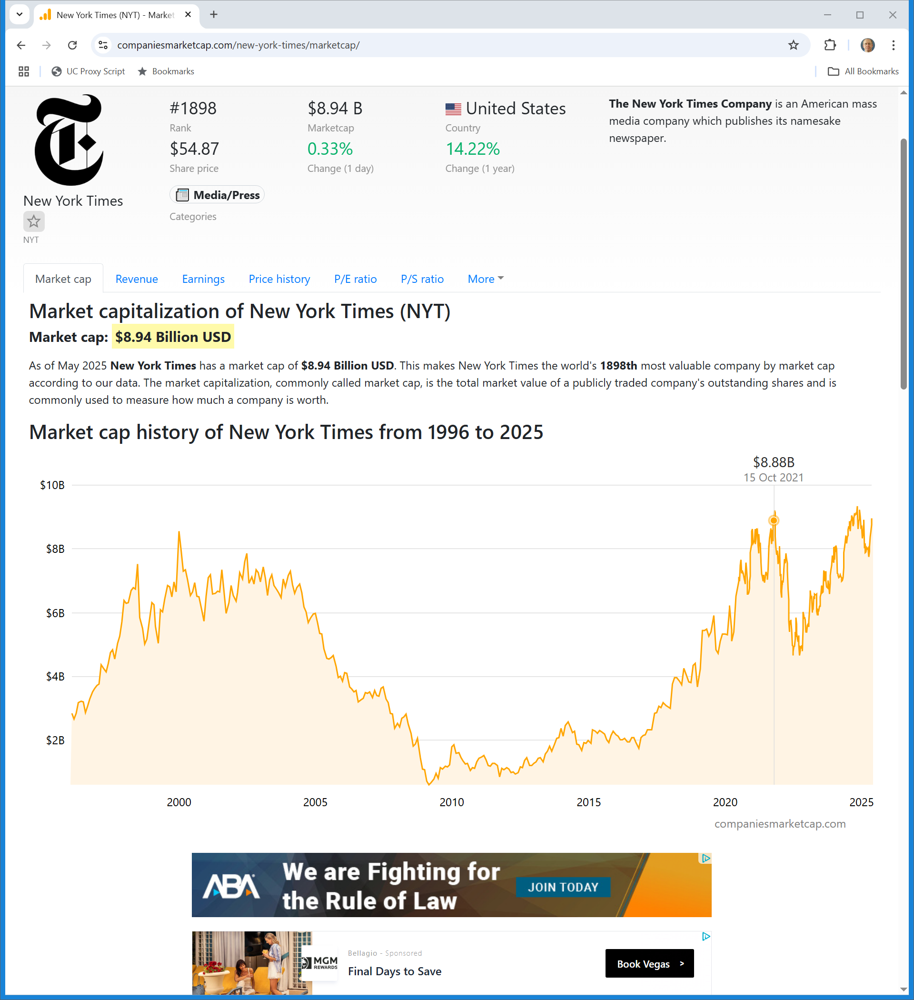 New York Times (NYT) - Market
companiesmarketcap.com/new-york-times/marketcap/
UC Proxy Script
Bookmarks
All Bookmarks
New York Times
NYT
#1898
Rank
$8.94 B
Marketcap
United States
Country
$54.87
Share price
0.33%
Change (1 day)
14.22%
Change (1 year)
Media/Press
Categories
The New York Times Company is an American mass
media company which publishes its namesake
newspaper.
Market cap
Revenue
Earnings
Price history
P/E ratio
P/S ratio
More
Market capitalization of New York Times (NYT)
Market cap: $8.94 Billion USD
As of May 2025 New York Times has a market cap of $8.94 Billion USD. This makes New York Times the world's 1898th most valuable company by market cap
according to our data. The market capitalization, commonly called market cap, is the total market value of a publicly traded company's outstanding shares and is
commonly used to measure how much a company is worth.
Market cap history of New York Times from 1996 to 2025
$8.88B
15 Oct 2021
$10B
$8B
$6B
$4B
$2B
2000
2005
2010
2015
2020
2025
companiesmarketcap.com
ABA
We are Fighting for
the Rule of Law
JOIN TODAY
MGM
REWARDS
Bellagio - Sponsored
Final Days to Save
Book Vegas >